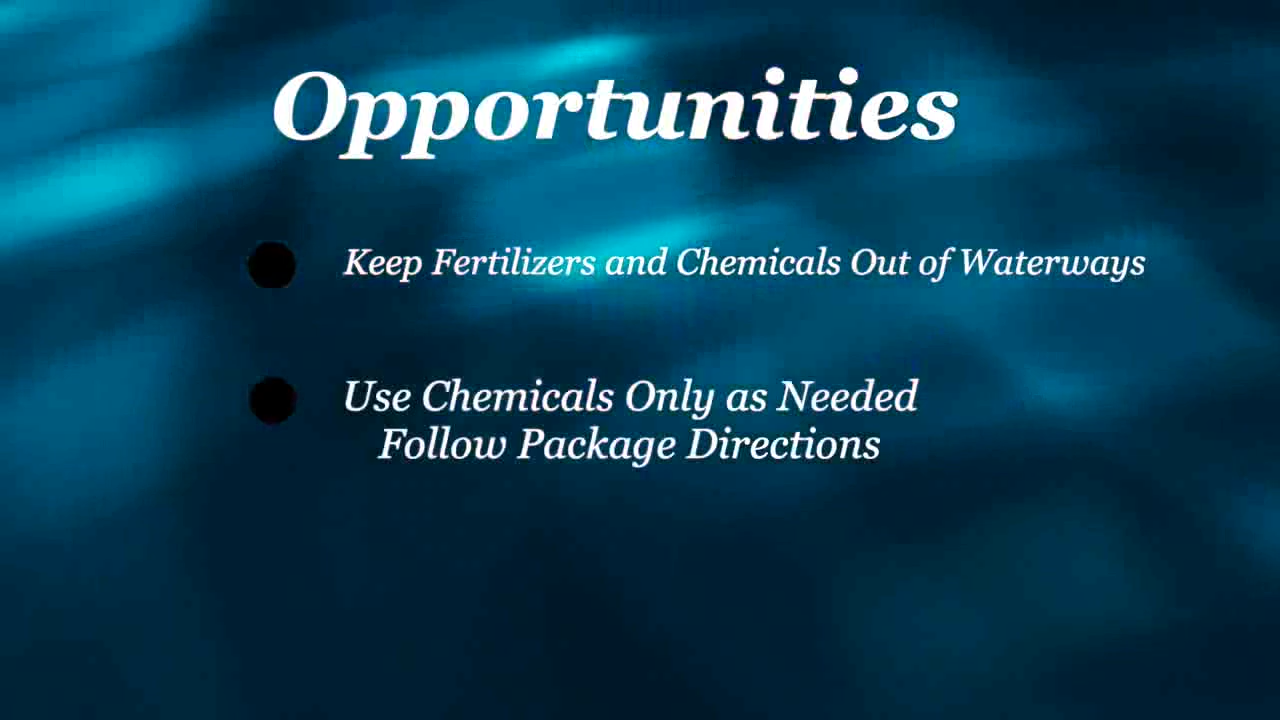 Opportunities
Keep Fertilizers and Chemicals Out of Waterways
Use Chemicals Only as Needed
Follow Package Directions